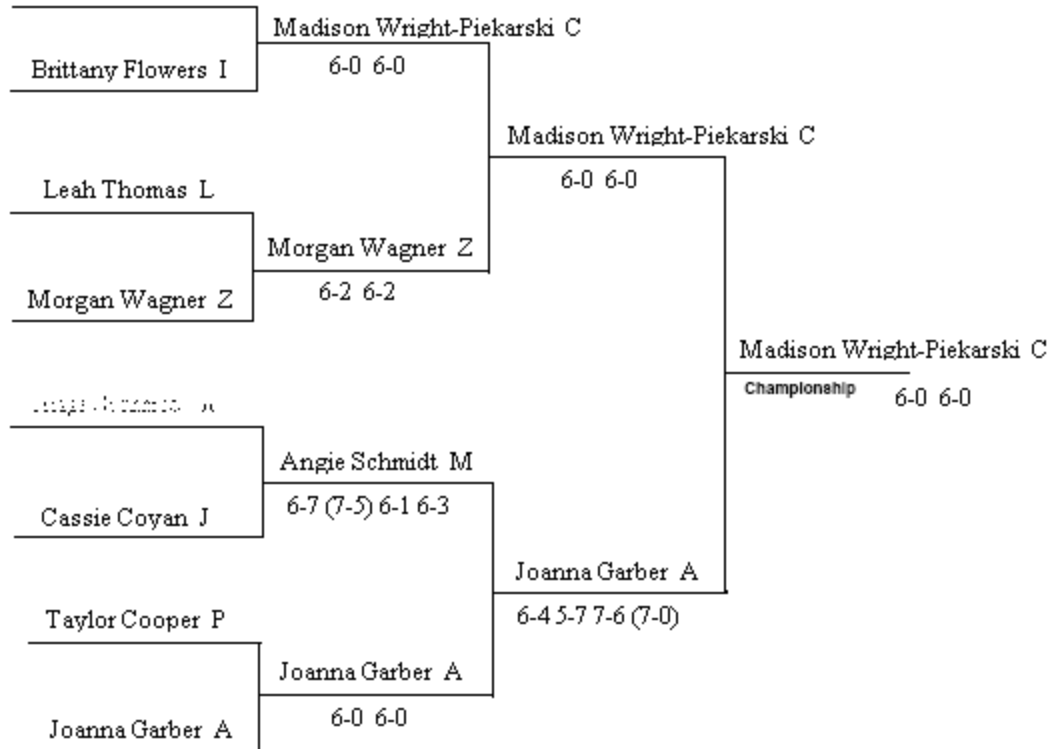 Madison Wright-Piekarski C
6-0 6-0
Brittany Flowers I
Madison Wright-Piekarski C
6-0 6-0
Leah Thomas L
Morgan Wagner Z
6-2 6-2
Morgan Wagner Z
Madison Wright-Piekarski C
Championship 6-0 6-0
Angie Schmidt M
6-7 (7-5) 6-1 6-3
Cassie Coyan J
Joanna Garber A
6-4 5-7 7-6 (7-0)
Taylor Cooper P
Joanna Garber A
6-0 6-0
Joanna Garber A